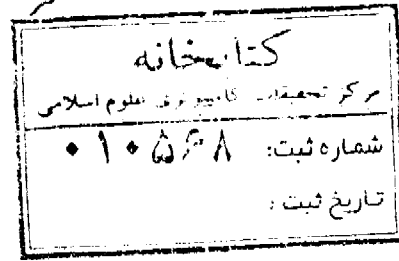 کتابخانه
مرکز تحقیقات کامپیوتری علوم اسلامی
شماره ثبت: ۰۱۰۵۶۸
تاریخ ثبت :